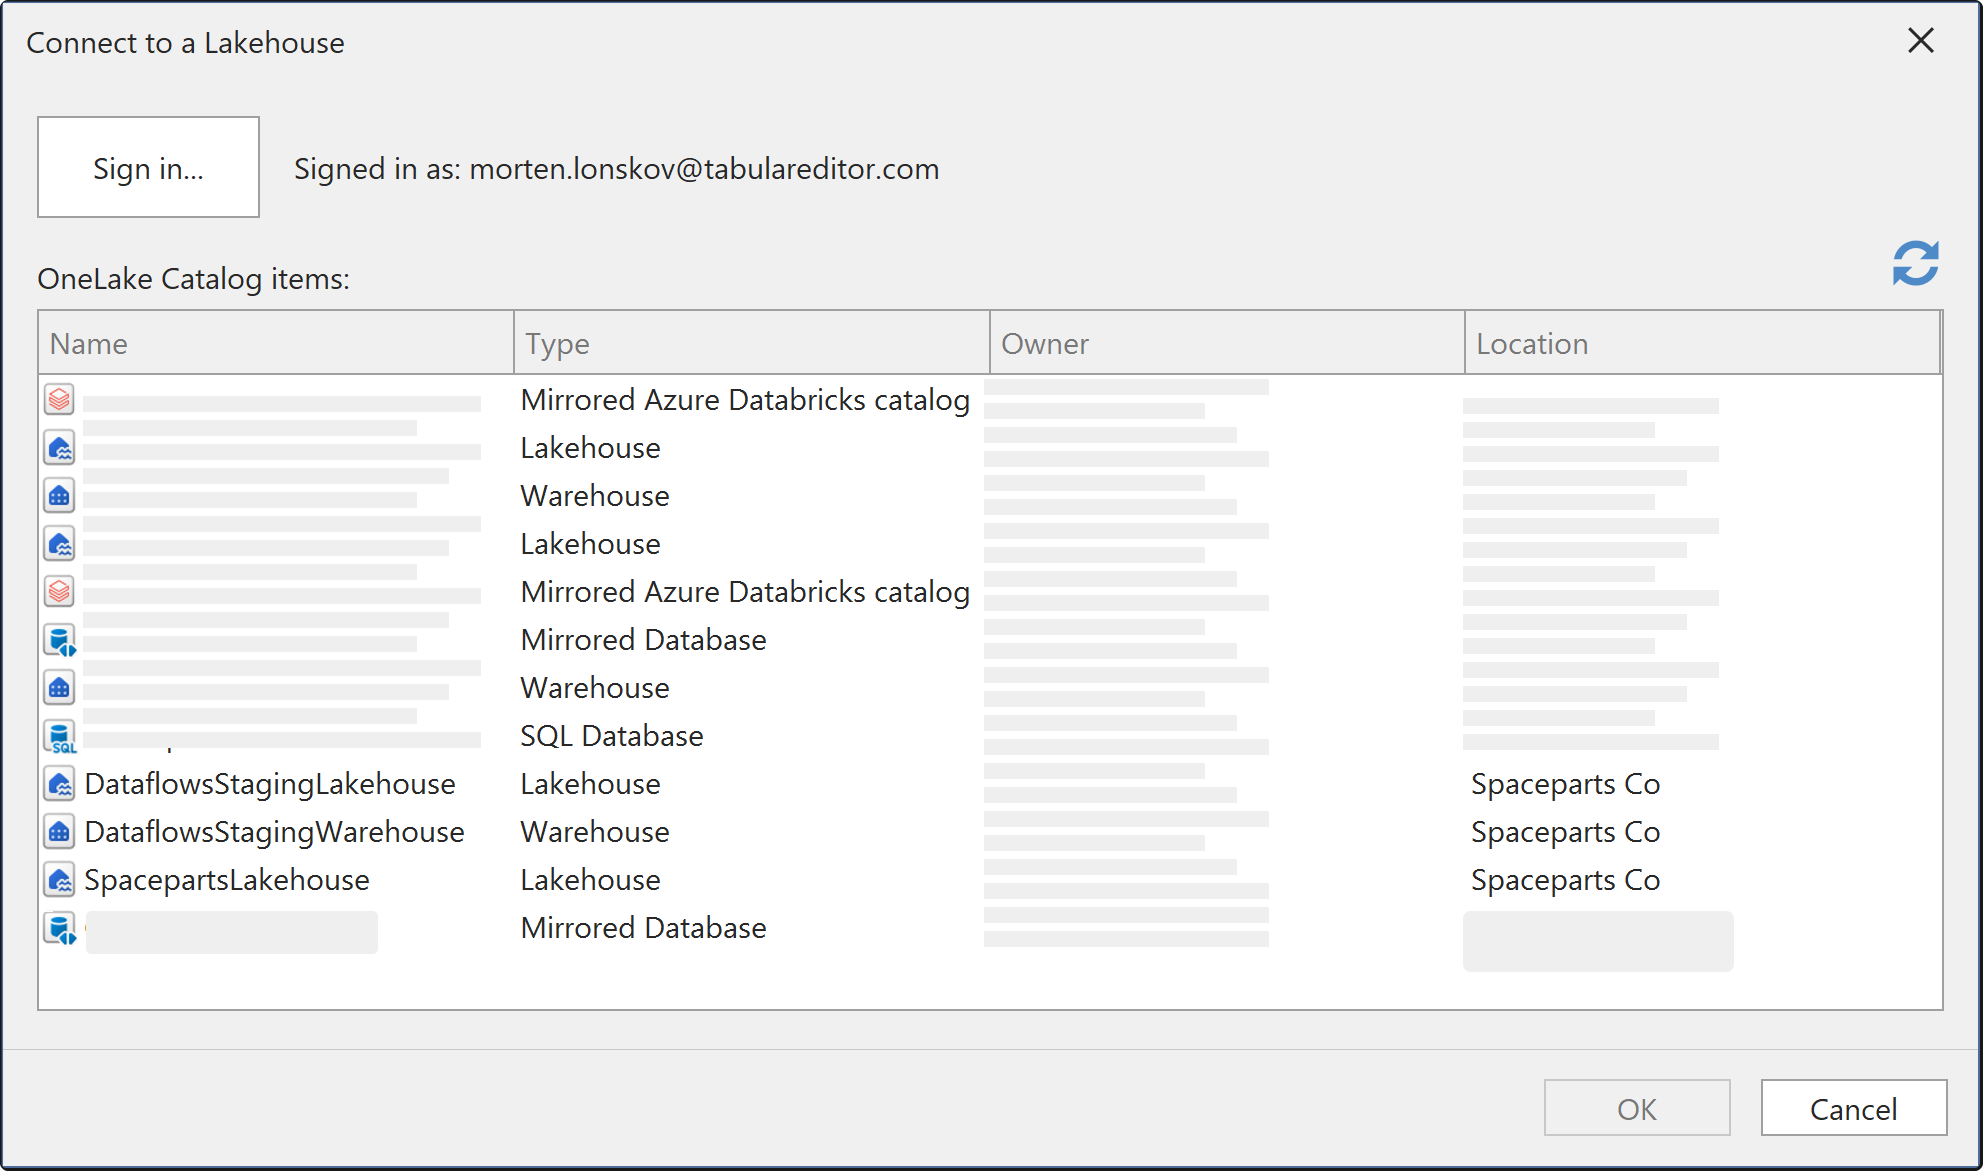 Connect to a Lakehouse
Sign in...
Signed in as: morten.lonskov@tabulareditor.com
OneLake Catalog items:
Name Type Owner Location
Mirrored Azure Databricks catalog
Lakehouse
Warehouse
Lakehouse
Mirrored Azure Databricks catalog
Mirrored Database
Warehouse
SQL SQL Database
DataflowsStagingLakehouse Lakehouse Spaceparts Co
DataflowsStagingWarehouse Warehouse Spaceparts Co
SpacepartsLakehouse Lakehouse Spaceparts Co
Mirrored Database
OK Cancel